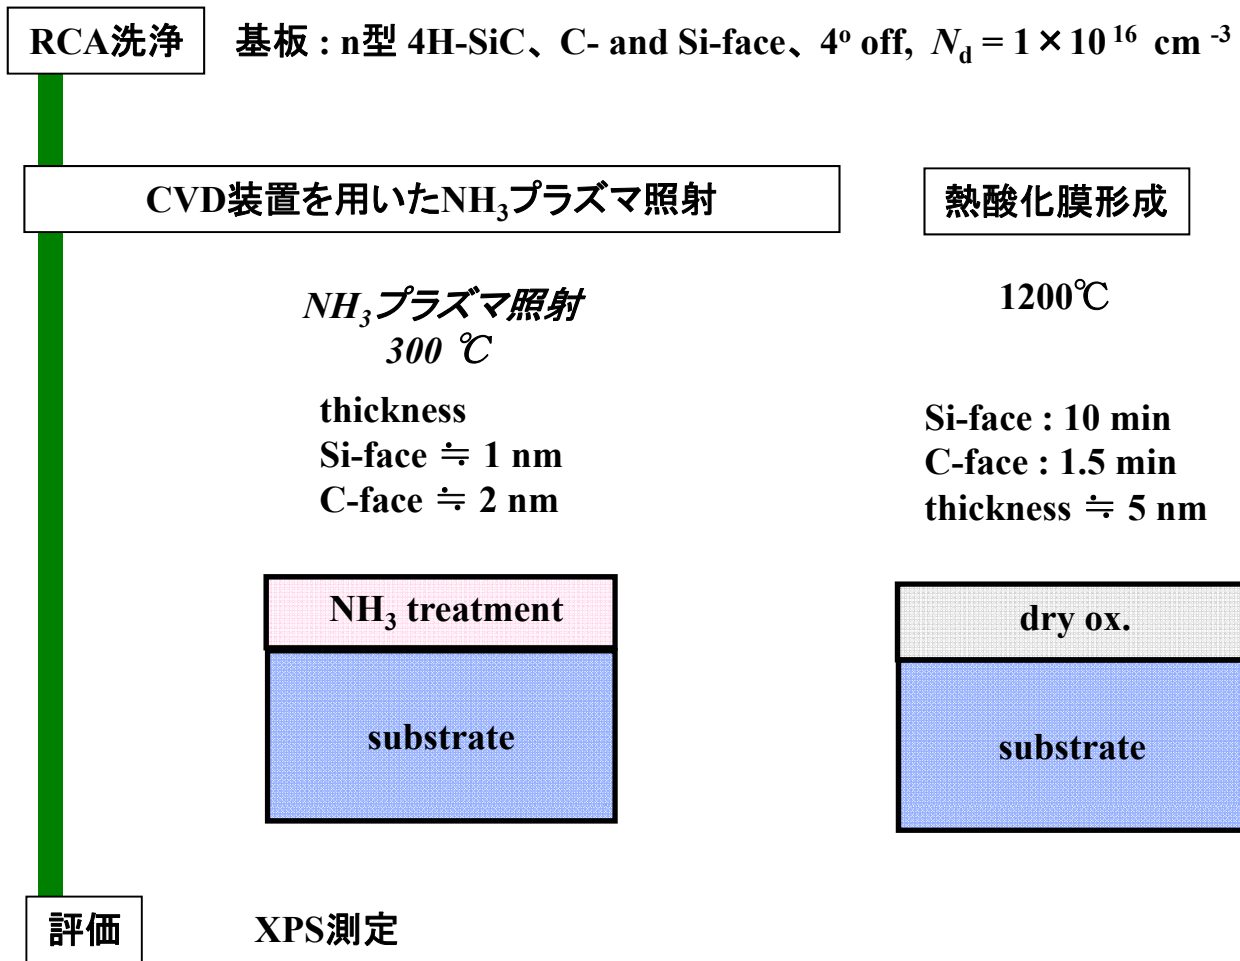 RCA洗浄
基板 : n型 4H-SiC、C- and Si-face、4º off, Nd = 1×10 16 cm -3
CVD装置を用いたNH3プラズマ照射
熱酸化膜形成
NH3プラズマ照射
300 ℃
1200℃
thickness
Si-face ≒ 1 nm
C-face ≒ 2 nm
Si-face : 10 min
C-face : 1.5 min
thickness ≒ 5 nm
NH3 treatment
substrate
dry ox.
substrate
評価
XPS測定